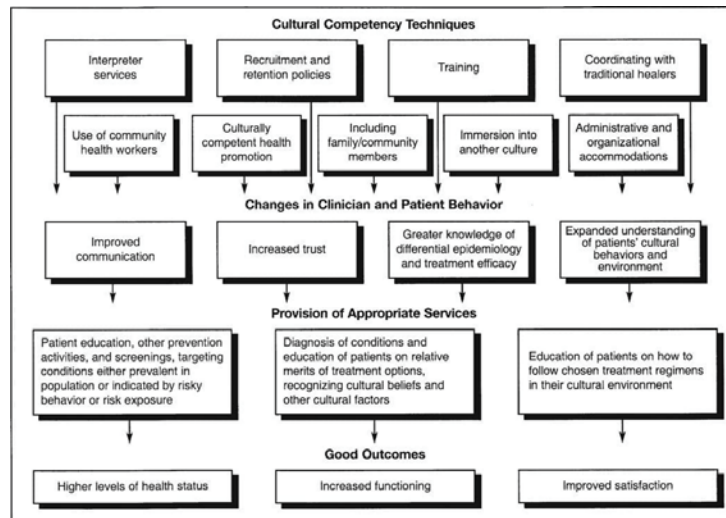 Cultural Competency Techniques
Interpreter
services
Recruitment and
retention policies
Training
Coordinating with
traditional healers
Use of community
health workers
Culturally
competent health
promotion
Including
family/community
members
Immersion into
another culture
Administrative and
organizational
accommodations
Changes in Clinician and Patient Behavior
Improved
communication
Increased trust
Greater knowledge of
differential epidemiology
and treatment efficacy
Expanded understanding
of patients' cultural
behaviors and
environment
Provision of Appropriate Services
Patient education, other prevention
activities, and screenings, targeting
conditions either prevalent in
population or indicated by risky
behavior or risk exposure
Diagnosis of conditions and
education of patients on relative
merits of treatment options,
recognizing cultural beliefs and
other cultural factors
Education of patients on how to
follow chosen treatment regimens
in their cultural environment
Good Outcomes
Higher levels of health status
Increased functioning
Improved satisfaction